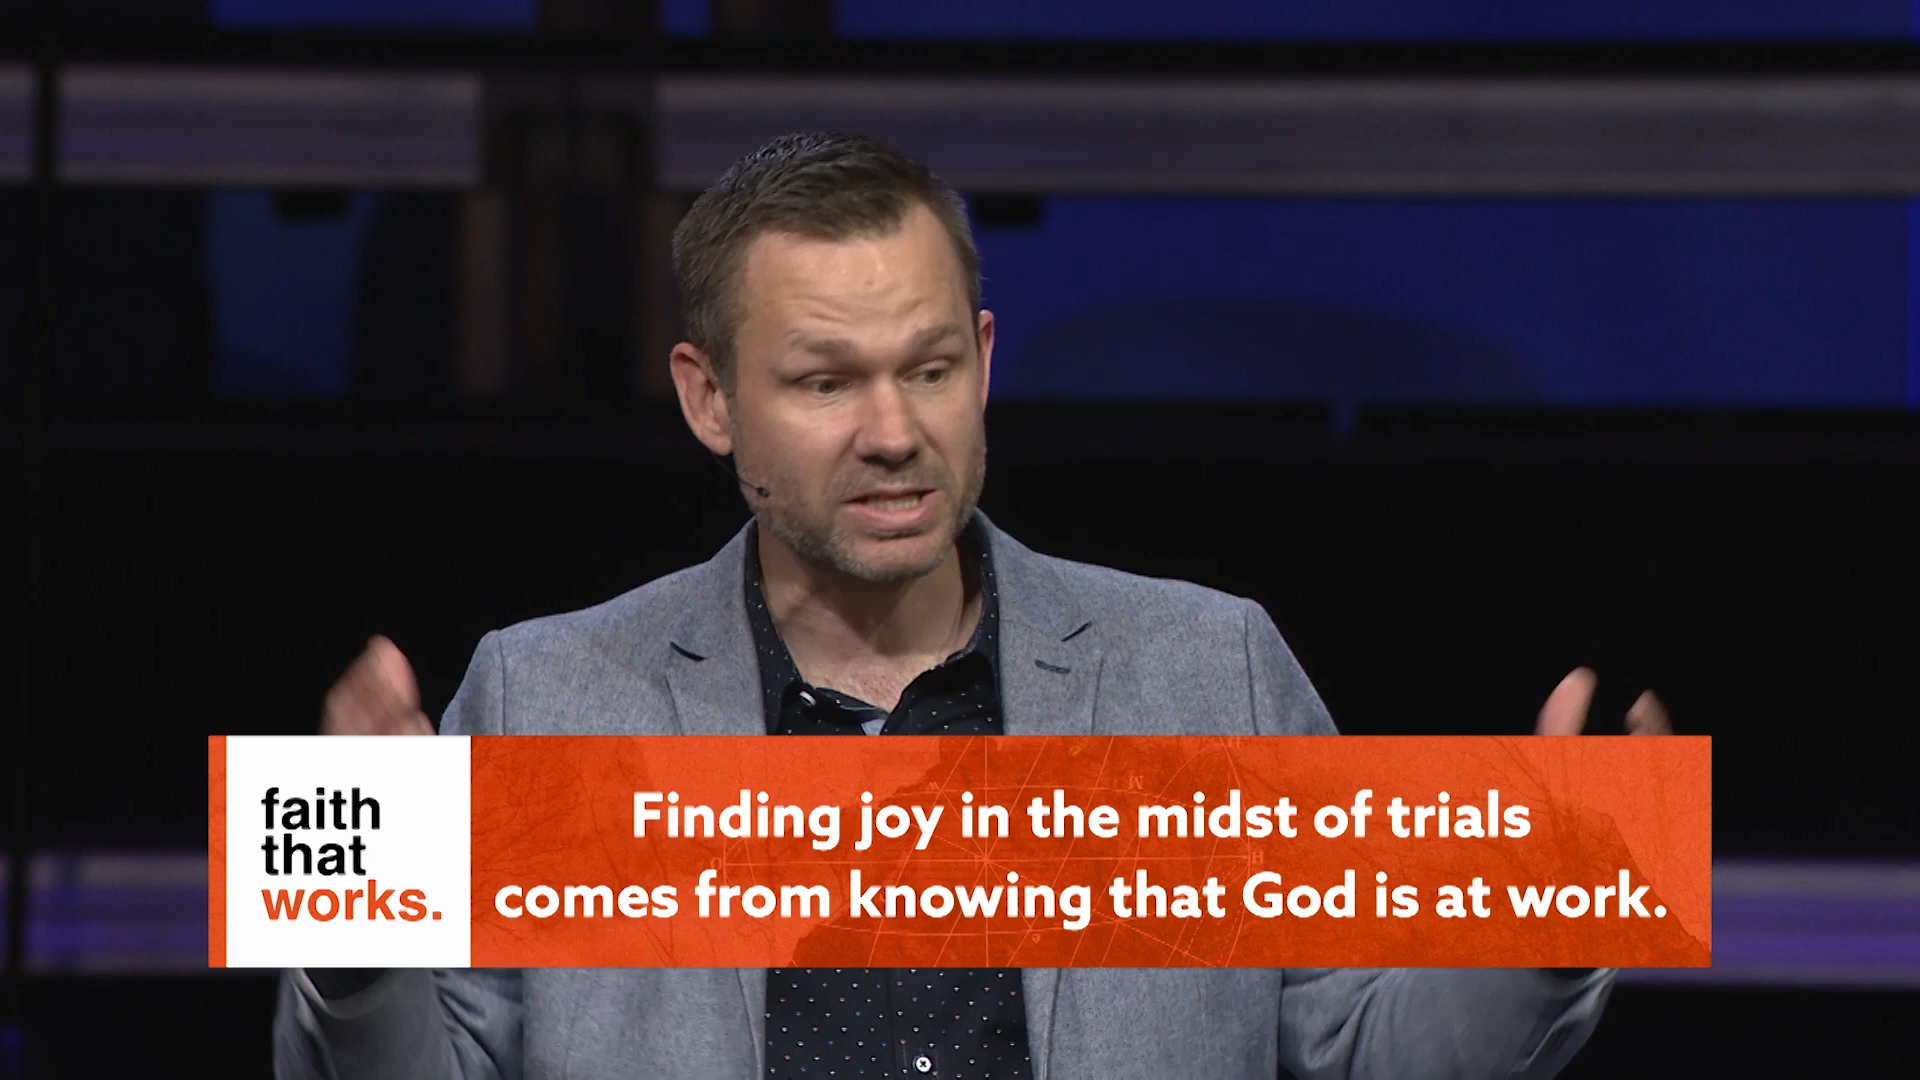 faith
that
works.
Finding joy in the midst of trials
comes from knowing that God is at work.